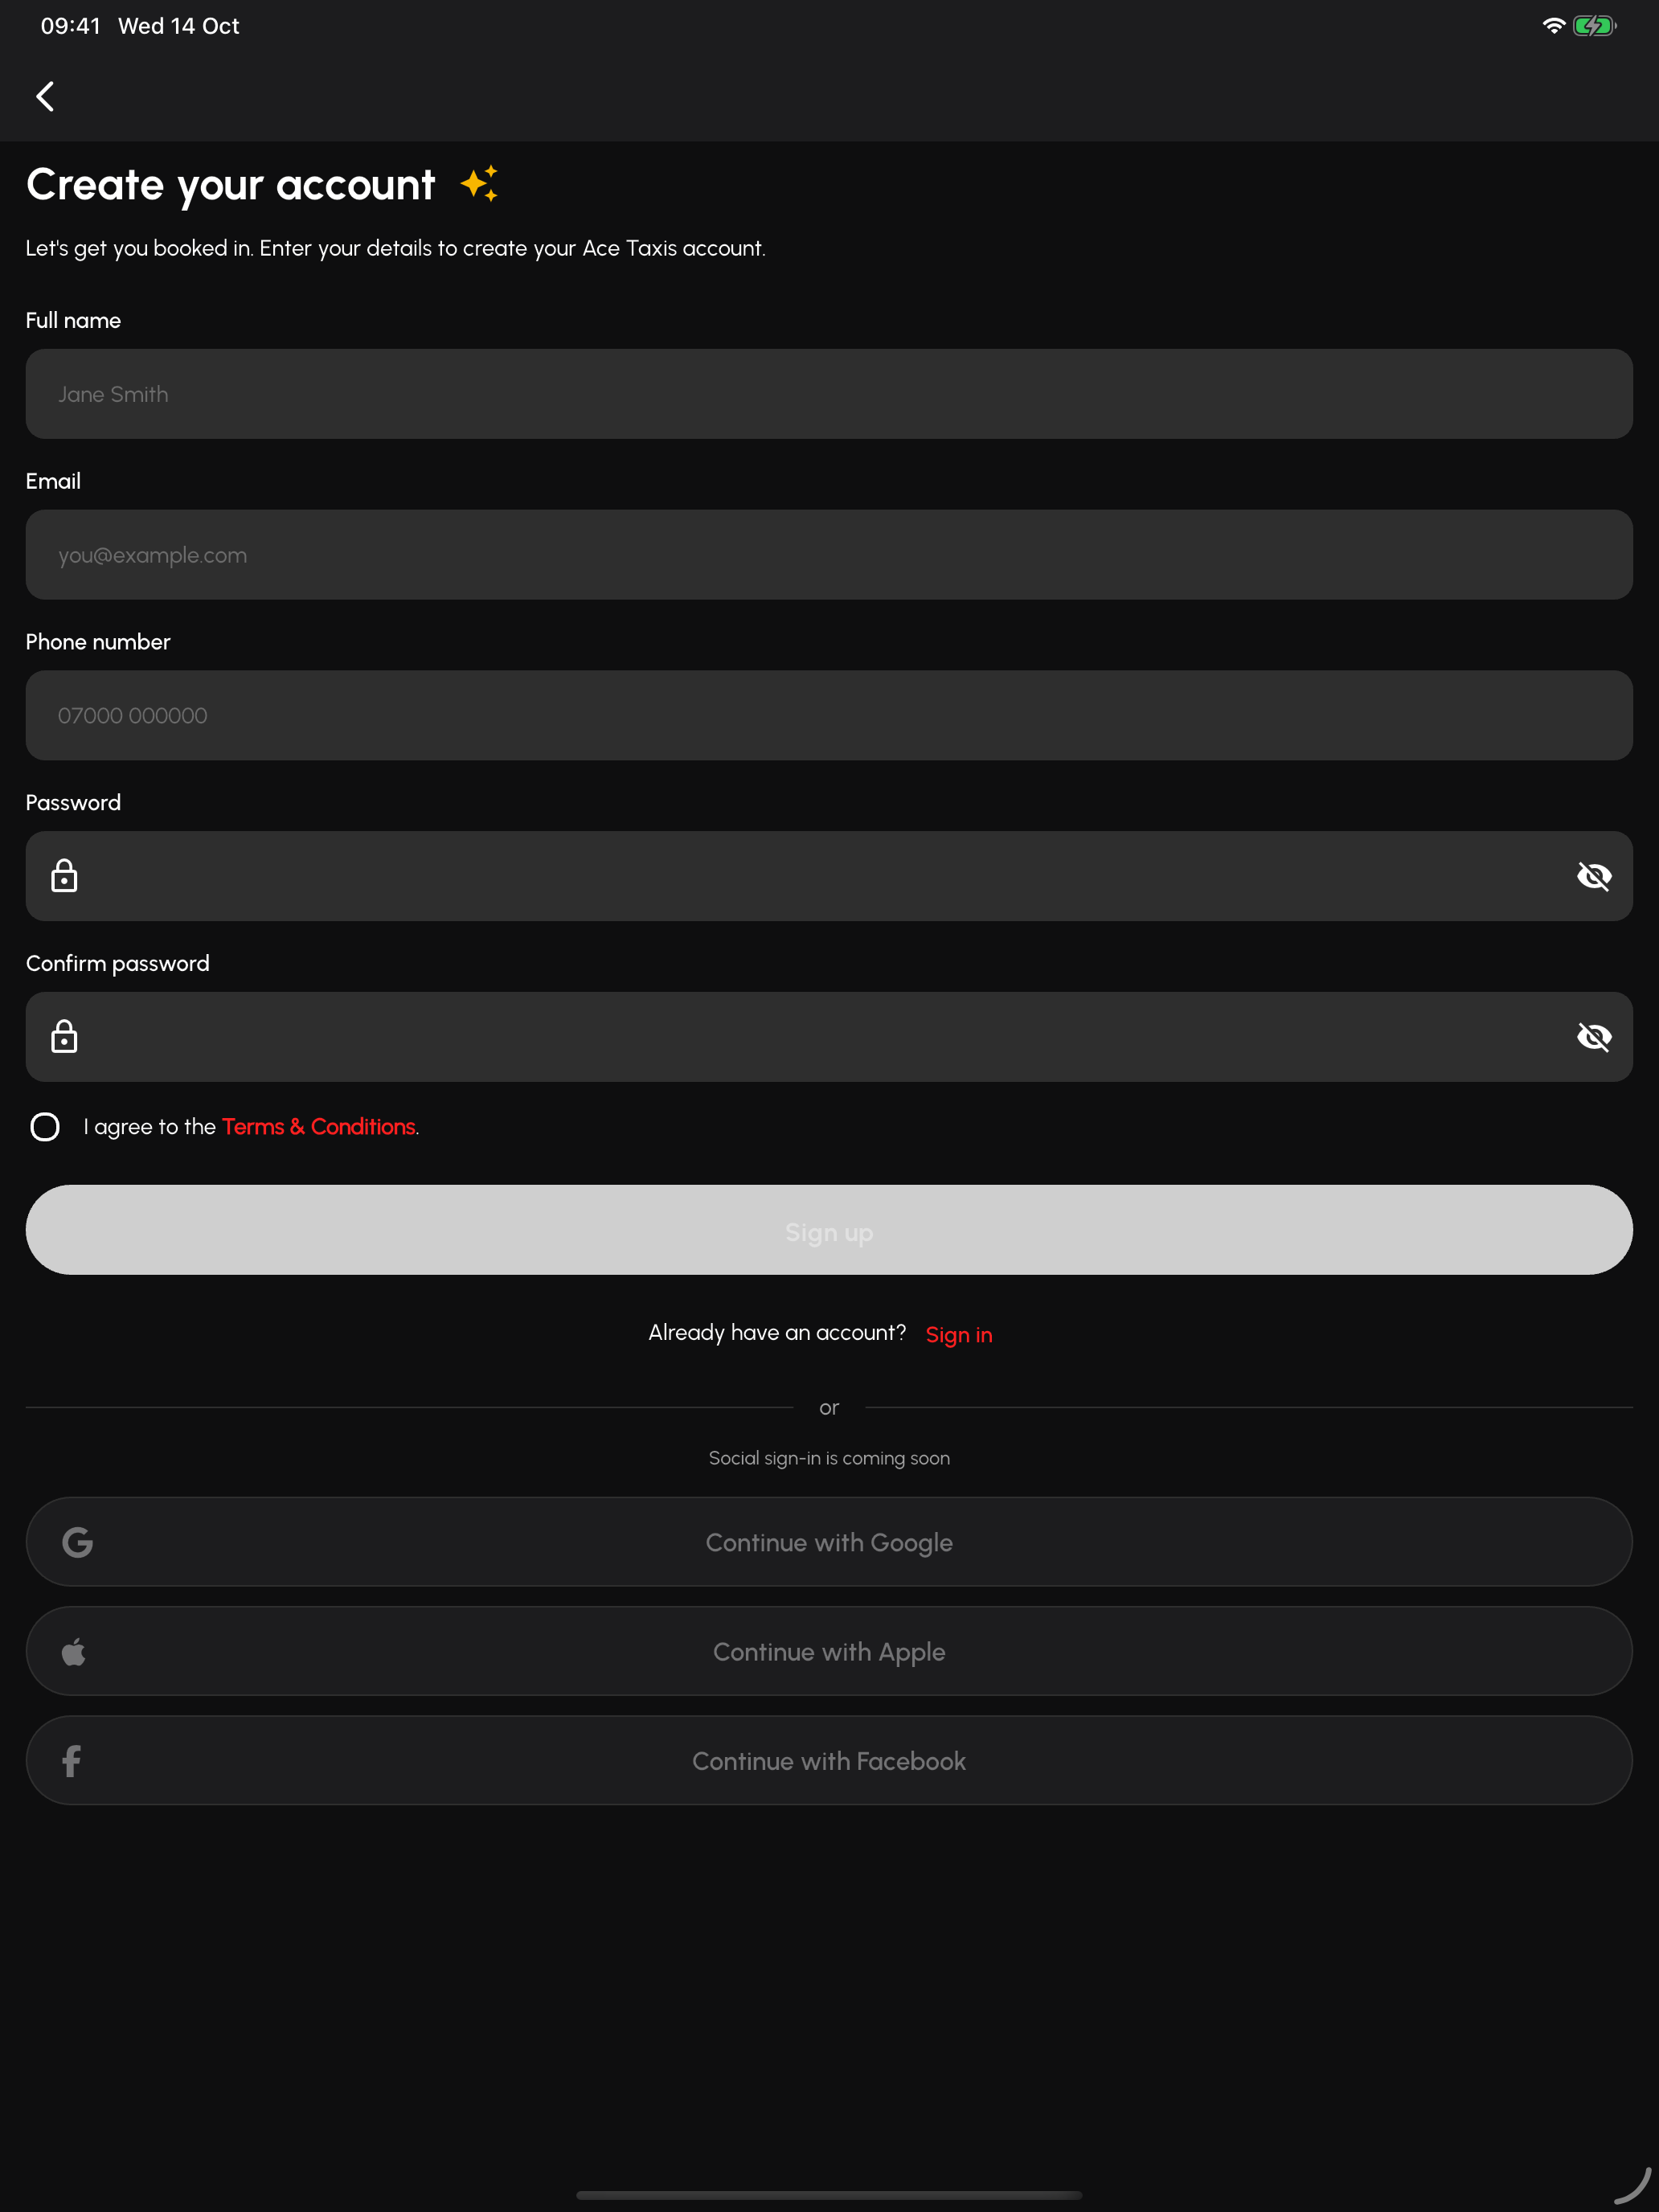 09:41 Wed 14 Oct
Create your account
Let's get you booked in. Enter your details to create your Ace Taxis account.
Full name
Jane Smith
Email
you@example.com
Phone number
07000 000000
Password
Confirm password
I agree to the Terms & Conditions.
Sign up
Already have an account? Sign in
or
Social sign-in is coming soon
Continue with Google
Continue with Apple
Continue with Facebook